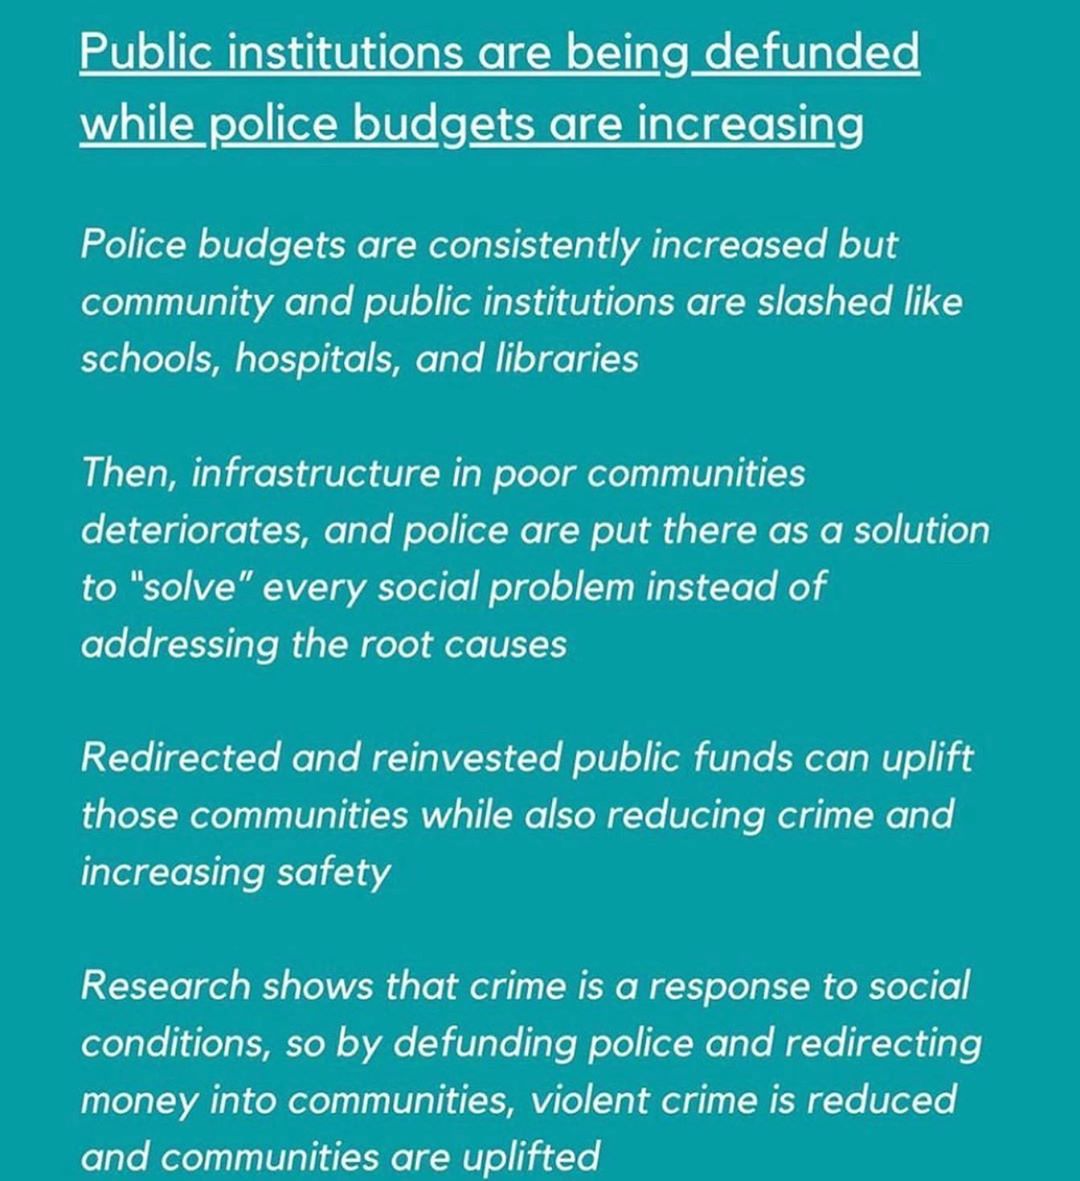 Public institutions are being defunded
while police budgets are increasing
Police budgets are consistently increased but
community and public institutions are slashed like
schools, hospitals, and libraries
Then, infrastructure in poor communities
deteriorates, and police are put there as a solution
to "solve" every social problem instead of
addressing the root causes
Redirected and reinvested public funds can uplift
those communities while also reducing crime and
increasing safety
Research shows that crime is a response to social
conditions, so by defunding police and redirecting
money into communities, violent crime is reduced
and communities are uplifted